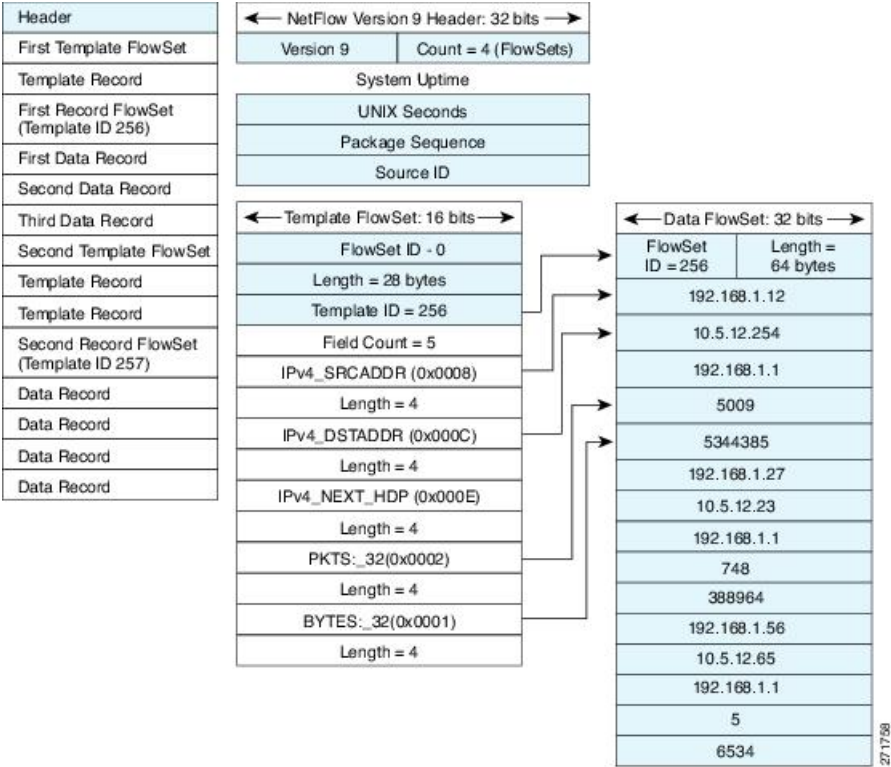 Header
First Template FlowSet
Template Record
First Record FlowSet
(Template ID 256)
First Data Record
Second Data Record
Third Data Record
Second Template FlowSet
Template Record
Template Record
Second Record FlowSet
(Template ID 257)
Data Record
Data Record
Data Record
Data Record
NetFlow Version 9 Header: 32 bits
Version 9
Count = 4 (FlowSets)
System Uptime
UNIX Seconds
Package Sequence
Source ID
Template FlowSet: 16 bits
FlowSet ID - 0
Length = 28 bytes
Template ID = 256
Field Count = 5
IPv4_SRCADDR (0x0008)
Length = 4
IPv4_DSTADDR (0x000C)
Length = 4
IPv4_NEXT_HDP (0x000E)
Length = 4
PKTS:_32(0x0002)
Length = 4
BYTES:_32(0x0001)
Length = 4
Data FlowSet: 32 bits
FlowSet
ID = 256
Length =
64 bytes
192.168.1.12
10.5.12.254
192.168.1.1
5009
5344385
192.168.1.27
10.5.12.23
192.168.1.1
748
388964
192.168.1.56
10.5.12.65
192.168.1.1
5
6534
271758